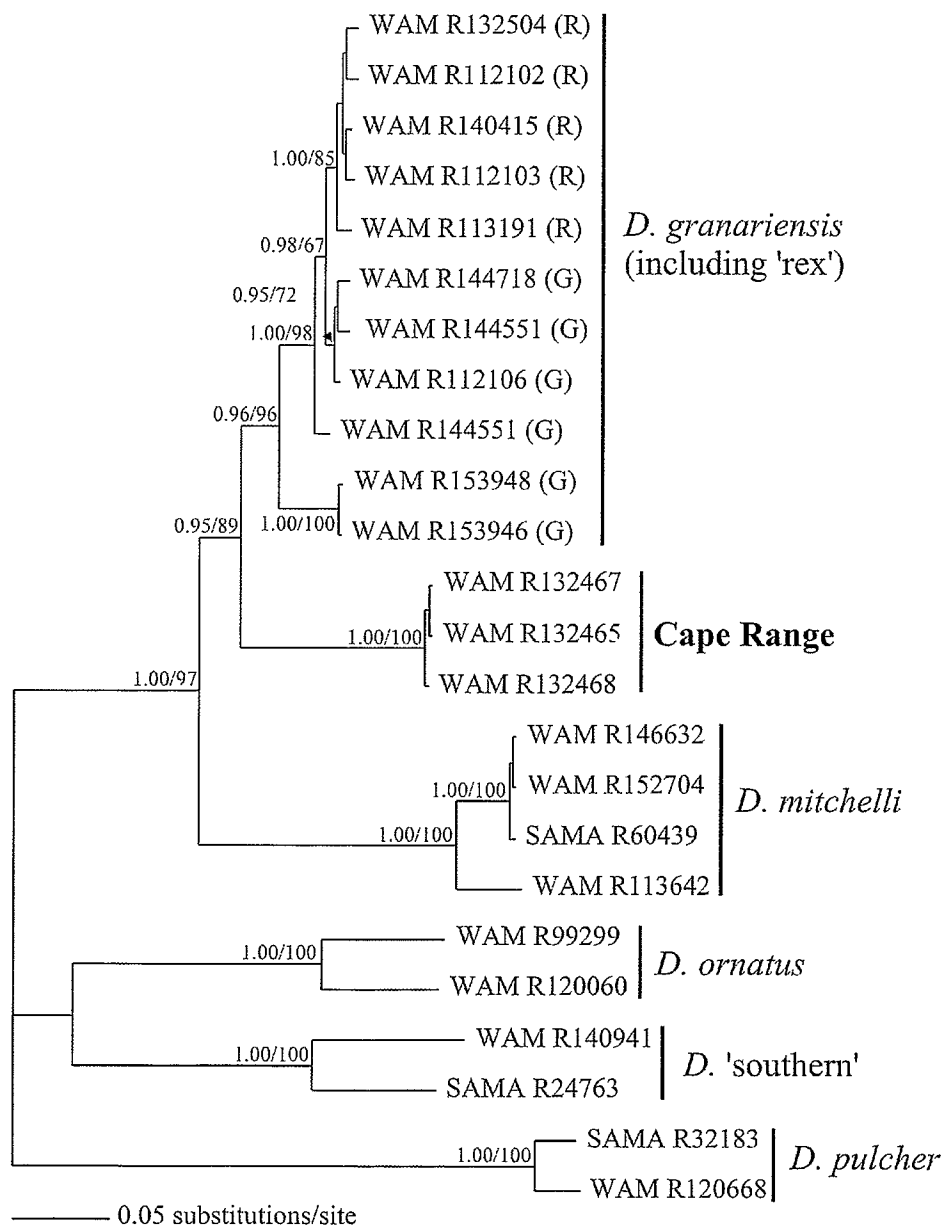 WAM R132504 (R)
WAM R112102 (R)
WAM R140415 (R)
1.00/85
WAM R112103 (R)
WAM R113191 (R)
D. granariensis
(including 'rex')
0.98/67
WAM R144718 (G)
0.95/72
1.00/98
WAM R144551 (G)
WAM R112106 (G)
0.96/96
WAM R144551 (G)
WAM R153948 (G)
0.95/89
1.00/100
WAM R153946 (G)
WAM R132467
1.00/100
WAM R132465
Cape Range
WAM R132468
1.00/97
WAM R146632
1.00/100
WAM R152704
D. mitchelli
1.00/100
SAMA R60439
WAM R113642
WAM R99299
1.00/100
D. ornatus
WAM R120060
WAM R140941
1.00/100
D. 'southern'
SAMA R24763
SAMA R32183
1.00/100
D. pulcher
WAM R120668
0.05 substitutions/site